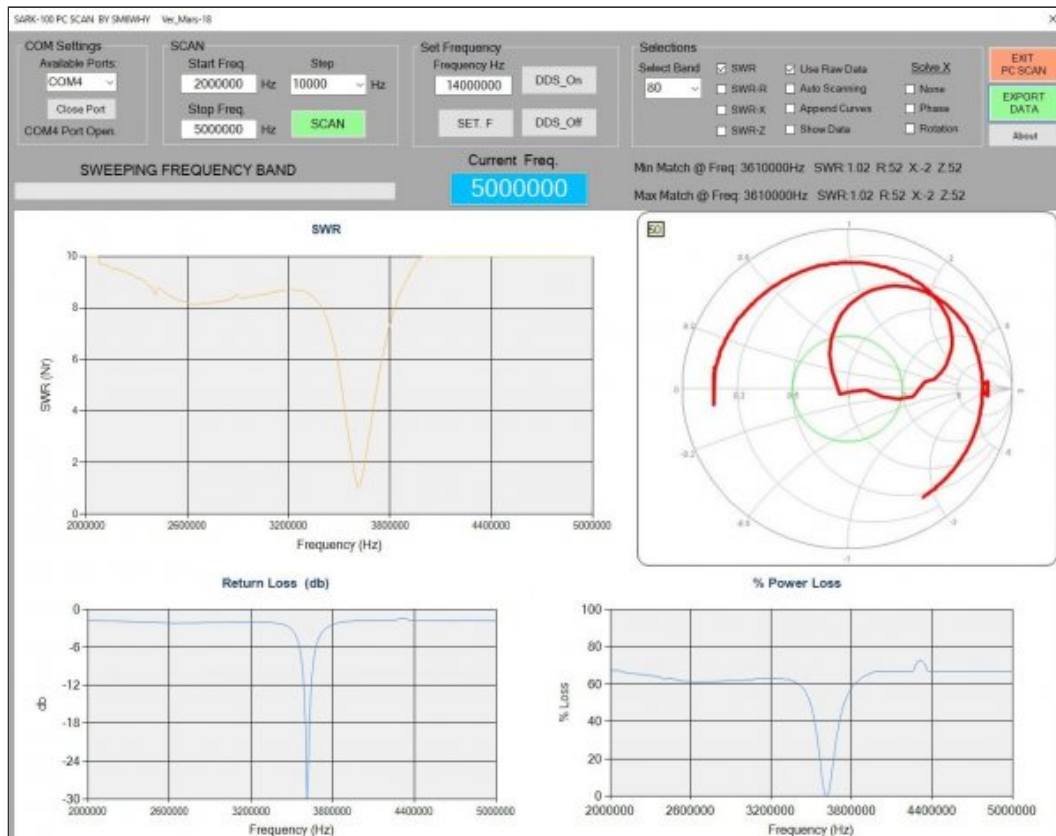 SARK-100 PC SCAN BY SM0WHY Ver_Mars-18
COM Settings
Available Ports:
COM4
Close Port
COM4 Port Open.
SCAN
Start Freq.
Step
2000000 Hz 10000 Hz
Stop Freq.
5000000 Hz SCAN
Set Frequency
Frequency Hz
14000000 DDS_On
SET. F DDS_Off
Selections
Select Band
80
SWR
SWR-R
SWR-X
SWR-Z
Use Raw Data
Auto Scanning
Append Curves
Show Data
Solve X
None
Phase
Rotation
EXIT
PC SCAN
EXPORT
DATA
About
SWEEPING FREQUENCY BAND
Current Freq.
5000000
Min Match @ Freq: 3610000Hz SWR:1.02 R:52 X:-2 Z:52
Max Match @ Freq: 3610000Hz SWR:1.02 R:52 X:-2 Z:52
SWR
10
8
6
4
2
0
SWR (Nr)
2000000 2600000 3200000 3800000 4400000 5000000
Frequency (Hz)
50
1
2
0
0.2
-1
Return Loss (db)
0
-6
-12
-18
-24
-30
db
2000000 2600000 3200000 3800000 4400000 5000000
Frequency (Hz)
% Power Loss
100
80
60
40
20
0
% Loss
2000000 2600000 3200000 3800000 4400000 5000000
Frequency (Hz)